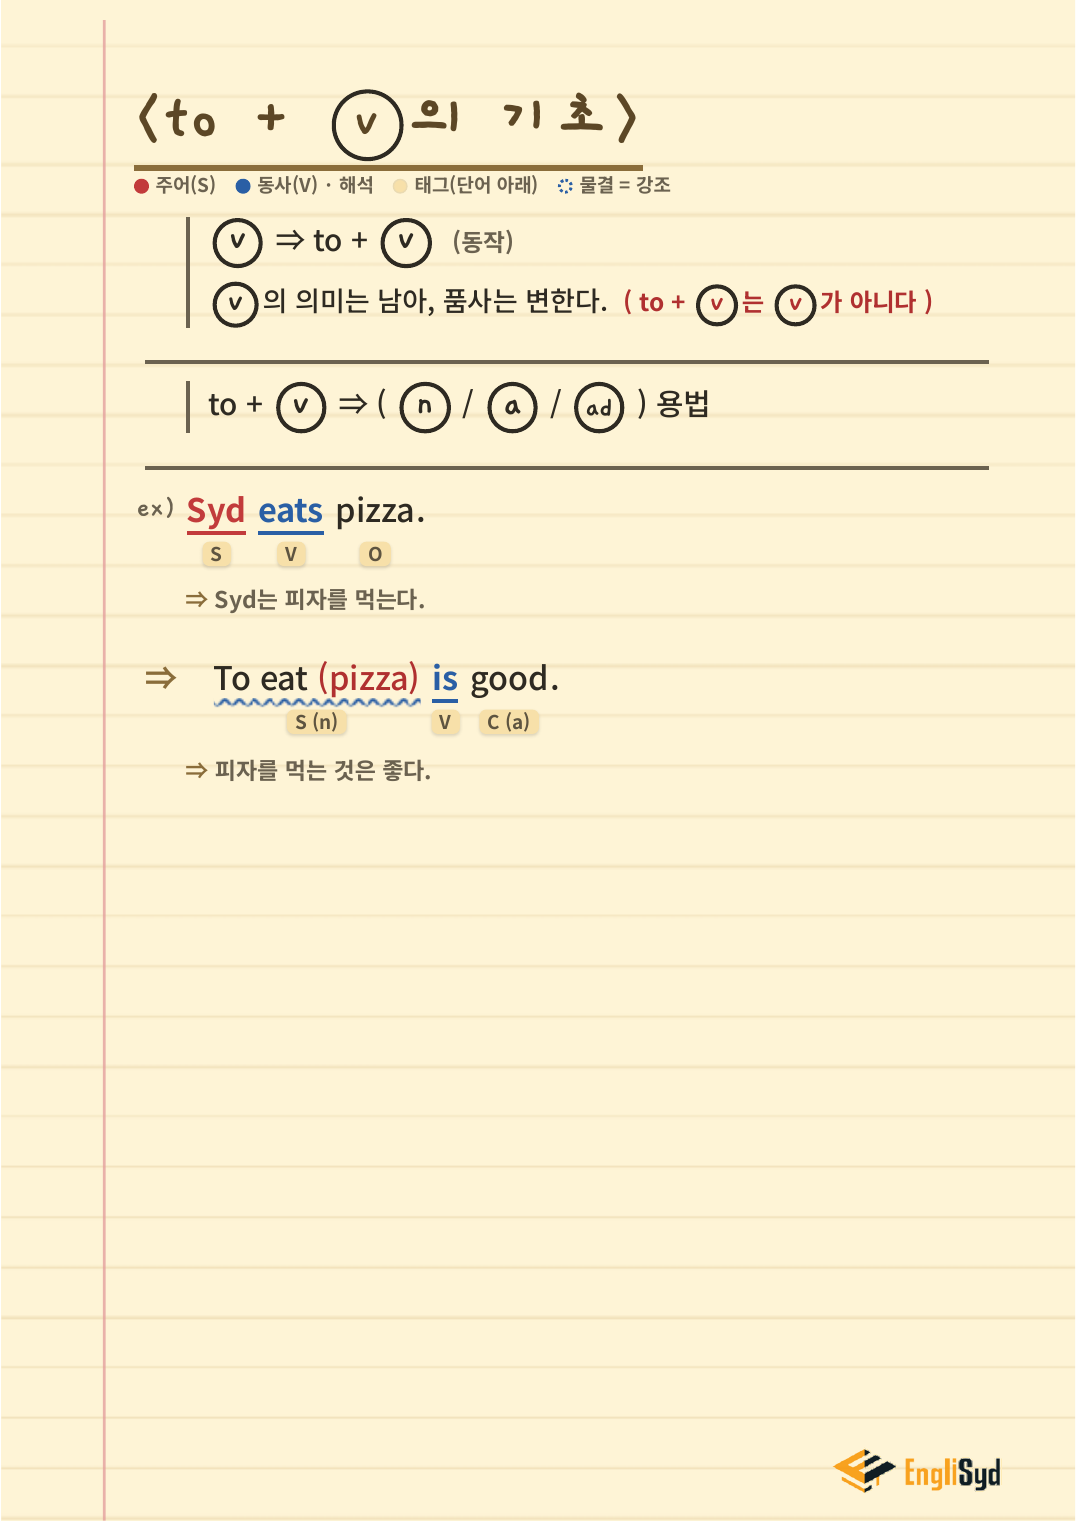 <to + v의 기초>
주어(S) 동사(V) · 해석 태그(단어 아래) 물결 = 강조
v ⇒ to + v (동작)
v의 의미는 남아, 품사는 변한다. ( to + v는 v가 아니다 )
to + v ⇒ ( n / a / ad ) 용법
ex) Syd eats pizza.
S V O
⇒ Syd는 피자를 먹는다.
⇒ To eat (pizza) is good.
S (n) V C (a)
⇒ 피자를 먹는 것은 좋다.
EngliSyd